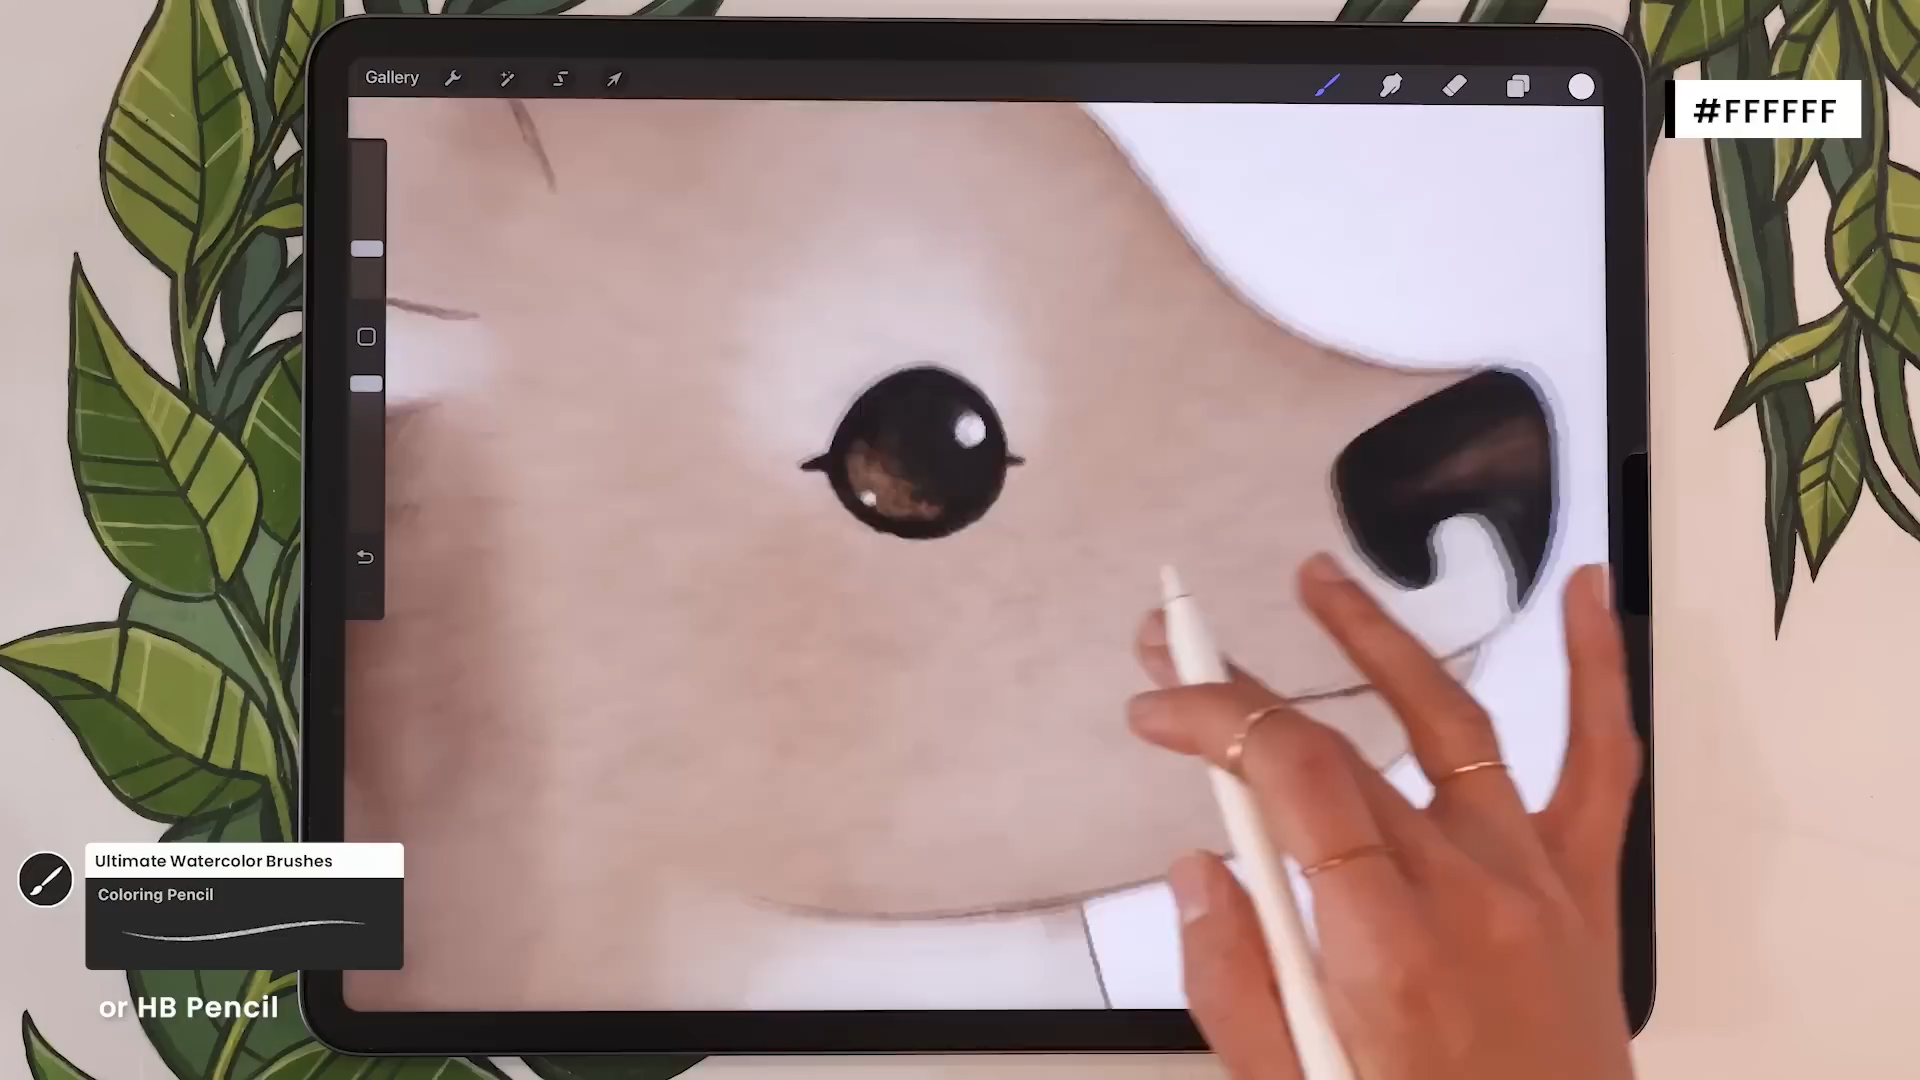 Gallery
#FFFFFF
Ultimate Watercolor Brushes
Coloring Pencil
or HB Pencil